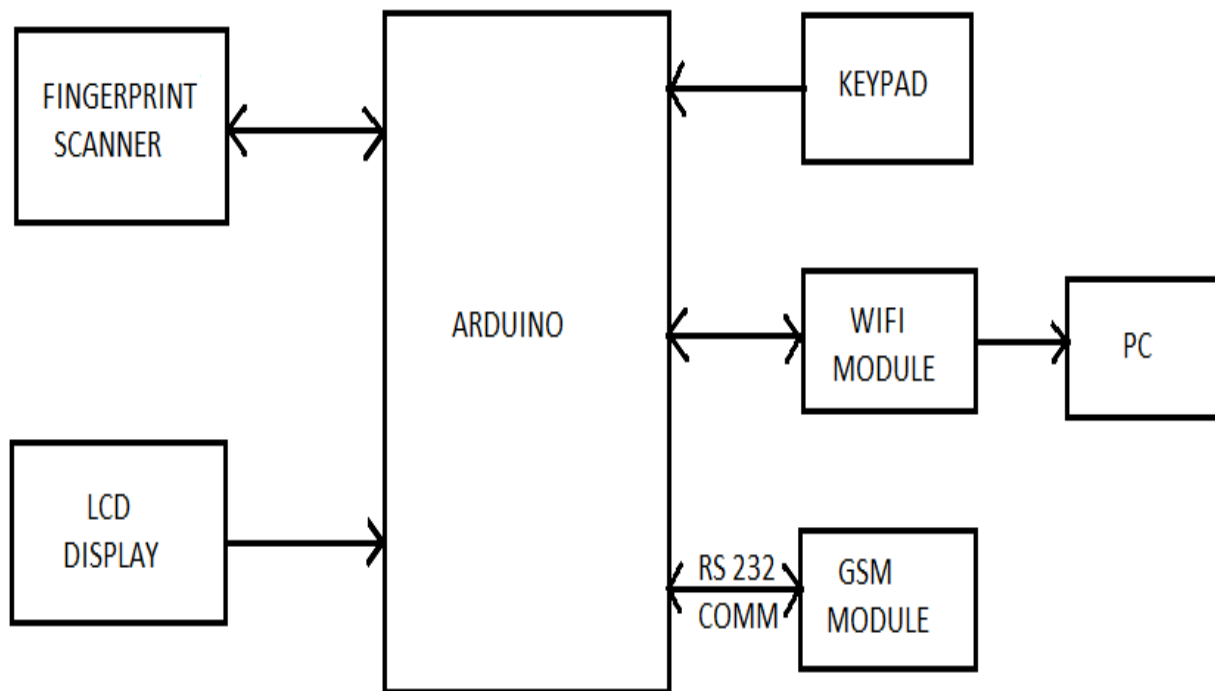 FINGERPRINT
SCANNER
KEYPAD
ARDUINO
WIFI
MODULE
PC
LCD
DISPLAY
RS 232
COMM
GSM
MODULE